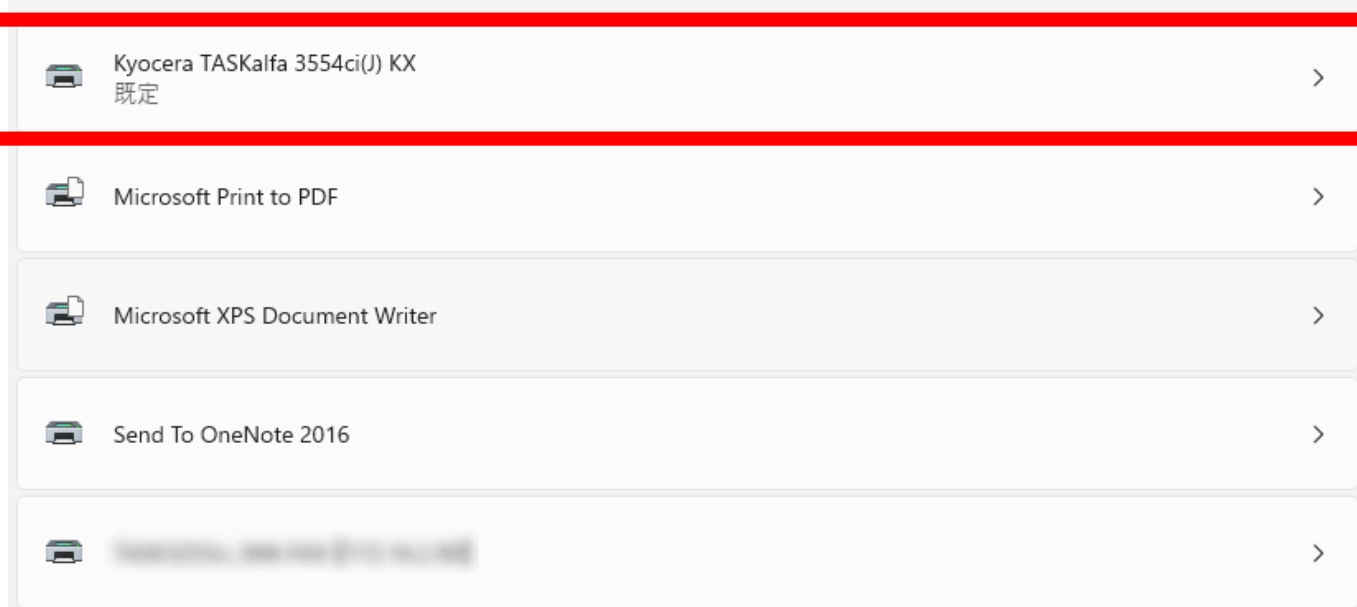 Kyocera TASKalfa 3554ci(J) KX
既定
Microsoft Print to PDF
Microsoft XPS Document Writer
Send To OneNote 2016